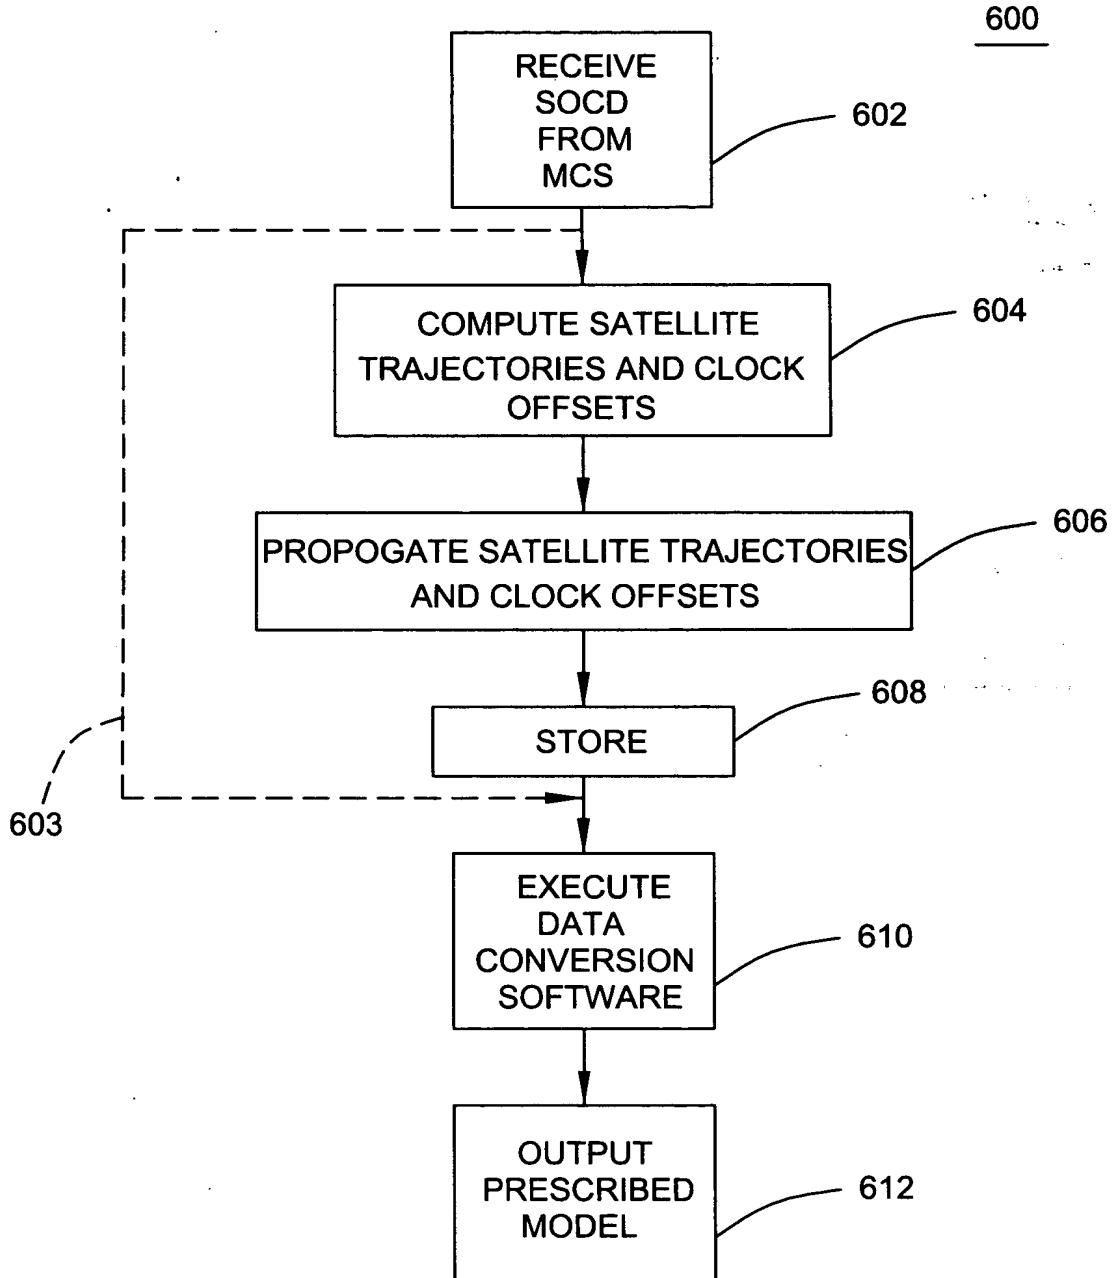 600
RECEIVE
SOCD
FROM
MCS
602
COMPUTE SATELLITE
TRAJECTORIES AND CLOCK
OFFSETS
604
PROPOGATE SATELLITE TRAJECTORIES
AND CLOCK OFFSETS
606
STORE
608
603
EXECUTE
DATA
CONVERSION
SOFTWARE
610
OUTPUT
PRESCRIBED
MODEL
612